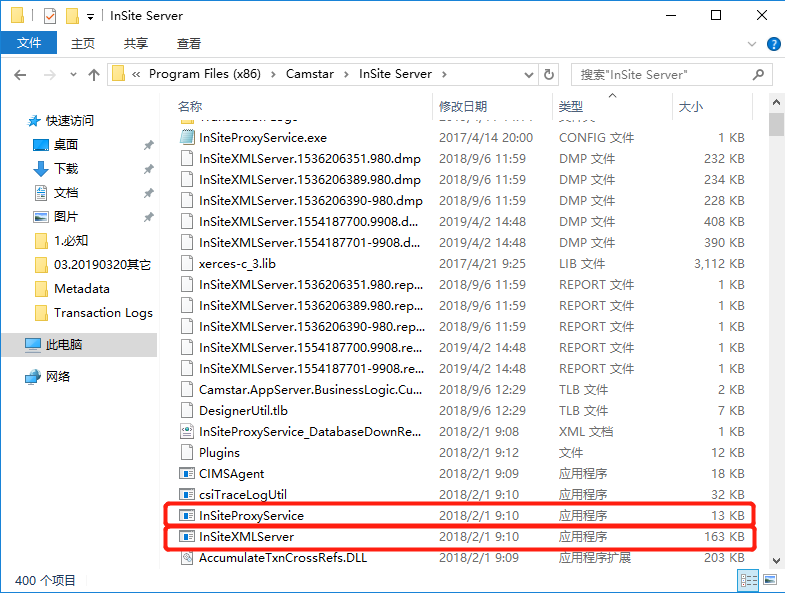 InSite Server
文件 主页 共享 查看
« Program Files (x86) › Camstar › InSite Server › 搜索"InSite Server"
快速访问
桌面
下载
文档
图片
1.必知
03.20190320其它
Metadata
Transaction Logs
此电脑
网络
名称 修改日期 类型 大小
InSiteProxyService.exe 2017/4/14 20:00 CONFIG 文件 1 KB
InSiteXMLServer.1536206351.980.dmp 2018/9/6 11:59 DMP 文件 232 KB
InSiteXMLServer.1536206389.980.dmp 2018/9/6 11:59 DMP 文件 234 KB
InSiteXMLServer.1536206390-980.dmp 2018/9/6 11:59 DMP 文件 228 KB
InSiteXMLServer.1554187700.9908.d... 2019/4/2 14:48 DMP 文件 408 KB
InSiteXMLServer.1554187701-9908.d... 2019/4/2 14:48 DMP 文件 390 KB
xerces-c_3.lib 2017/4/21 9:25 LIB 文件 3,112 KB
InSiteXMLServer.1536206351.980.rep... 2018/9/6 11:59 REPORT 文件 1 KB
InSiteXMLServer.1536206389.980.rep... 2018/9/6 11:59 REPORT 文件 1 KB
InSiteXMLServer.1536206390-980.rep... 2018/9/6 11:59 REPORT 文件 1 KB
InSiteXMLServer.1554187700.9908.re... 2019/4/2 14:48 REPORT 文件 1 KB
InSiteXMLServer.1554187701-9908.re... 2019/4/2 14:48 REPORT 文件 1 KB
Camstar.AppServer.BusinessLogic.Cu... 2018/9/6 12:29 TLB 文件 2 KB
DesignerUtil.tlb 2018/9/6 12:29 TLB 文件 7 KB
InSiteProxyService_DatabaseDownRe... 2018/2/1 9:08 XML 文档 1 KB
Plugins 2018/2/1 9:12 文件 12 KB
CIMSAgent 2018/2/1 9:09 应用程序 18 KB
csiTraceLogUtil 2018/2/1 9:10 应用程序 32 KB
InSiteProxyService 2018/2/1 9:10 应用程序 13 KB
InSiteXMLServer 2018/2/1 9:10 应用程序 163 KB
AccumulateTxnCrossRefs.DLL 2018/2/1 9:09 应用程序扩展 203 KB
400 个项目